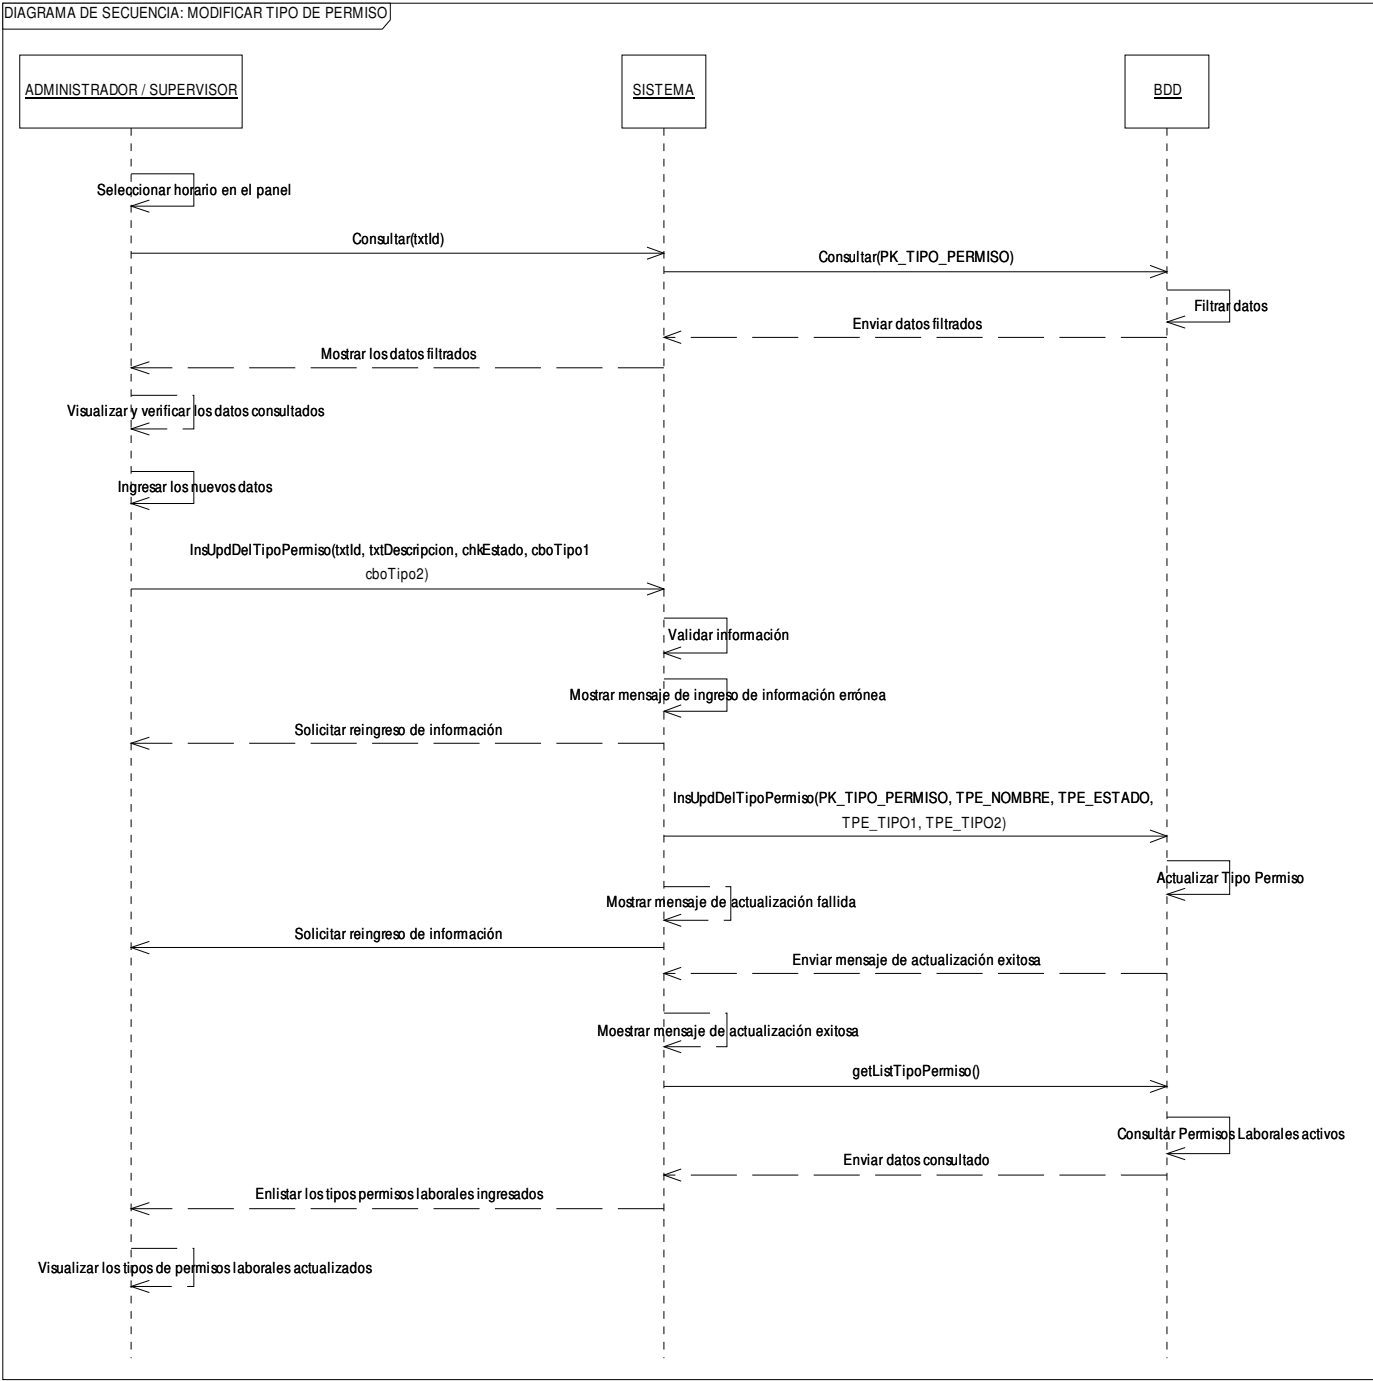 DIAGRAMA DE SECUENCIA: MODIFICAR TIPO DE PERMISO
ADMINISTRADOR / SUPERVISOR
SISTEMA
BDD
Seleccionar horario en el panel
Consultar(txtId)
Consultar(PK_TIPO_PERMISO)
Filtrar datos
Enviar datos filtrados
Mostrar los datos filtrados
Visualizar y verificar los datos consultados
Ingresar los nuevos datos
InsUpdDelTipoPermiso(txtId, txtDescripcion, chkEstado, cboTipo1
cboTipo2)
Validar información
Mostrar mensaje de ingreso de información errónea
Solicitar reingreso de información
InsUpdDelTipoPermiso(PK_TIPO_PERMISO, TPE_NOMBRE, TPE_ESTADO,
TPE_TIPO1, TPE_TIPO2)
Actualizar Tipo Permiso
Mostrar mensaje de actualización fallida
Solicitar reingreso de información
Enviar mensaje de actualización exitosa
Moestrar mensaje de actualización exitosa
getListTipoPermiso()
Consultar Permisos Laborales activos
Enviar datos consultado
Enlistar los tipos permisos laborales ingresados
Visualizar los tipos de permisos laborales actualizados